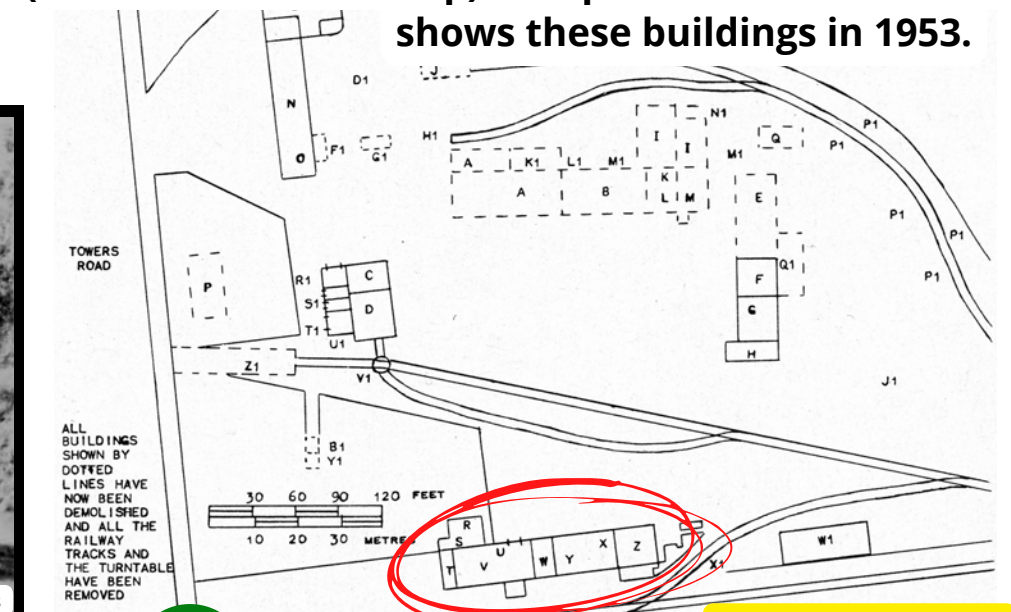 shows these buildings in 1953.
D1
N
O
F1
G1
H1
A
K1
L1
M1
I
I
N1
M1
Q
P1
P1
A
B
K
L
M
E
P1
P1
P1
TOWERS
ROAD
P
R1
S1
T1
U1
C
D
Q1
F
G
H
Z1
V1
J1
ALL
BUILDINGS
SHOWN BY
DOTTED
LINES HAVE
NOW BEEN
DEMOLISHED
AND ALL THE
RAILWAY
TRACKS AND
THE TURNTABLE
HAVE BEEN
REMOVED
B1
Y1
30 60 90 120 FEET
10 20 30 METRES
R
S
T
U
V
W
Y
X
Z
X1
W1